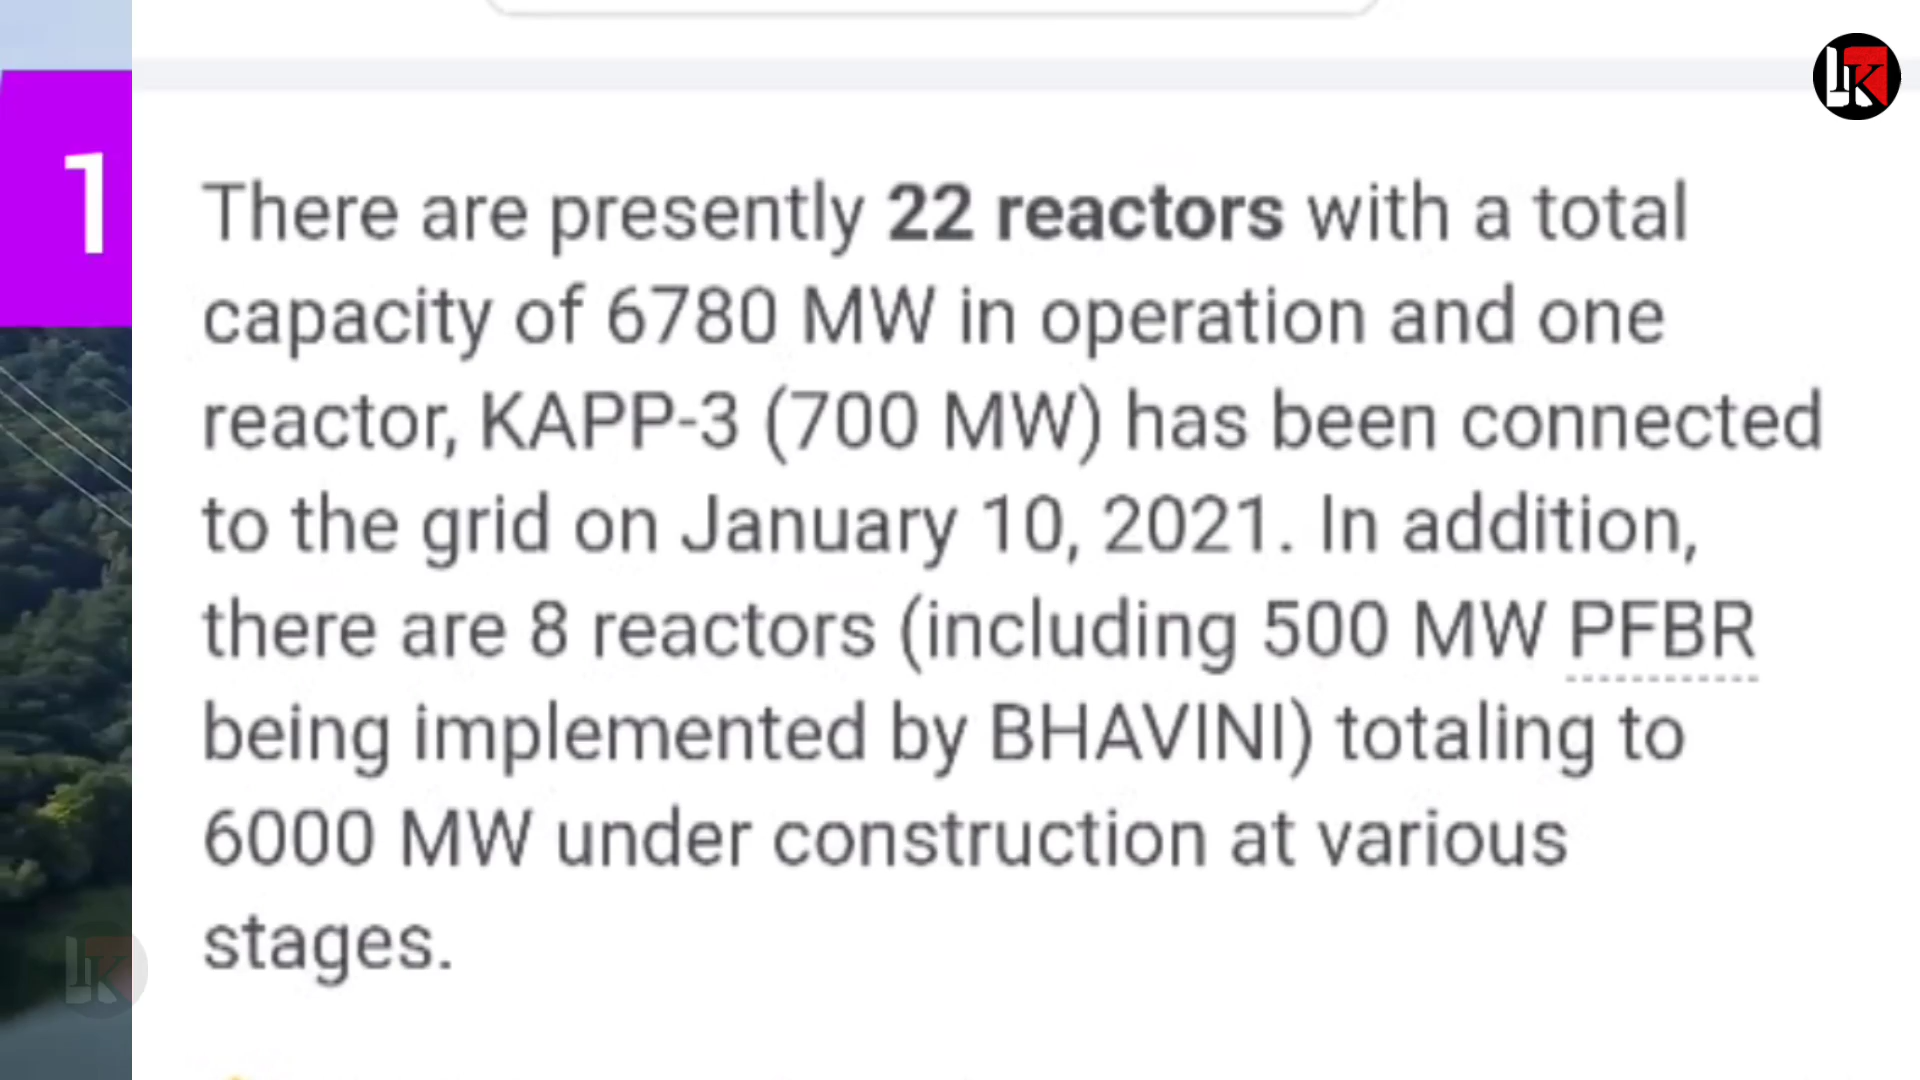 1
LK
There are presently 22 reactors with a total
capacity of 6780 MW in operation and one
reactor, KAPP-3 (700 MW) has been connected
to the grid on January 10, 2021. In addition,
there are 8 reactors (including 500 MW PFBR
being implemented by BHAVINI) totaling to
6000 MW under construction at various
stages.
LK